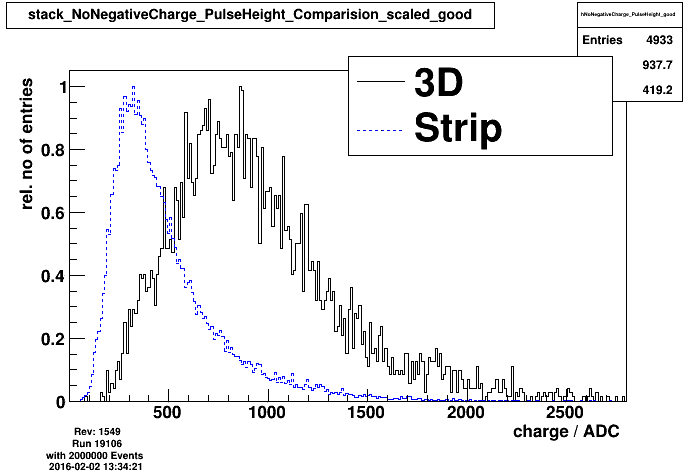 stack_NoNegativeCharge_PulseHeight_Comparision_scaled_good
hNoNegativeCharge_PulseHeight_good
Entries 4933
937.7
419.2
3D
Strip
rel. no of entries
1
0.8
0.6
0.4
0.2
0
500
1000
1500
2000
2500
charge / ADC
Rev: 1549
Run 19106
with 2000000 Events
2016-02-02 13:34:21